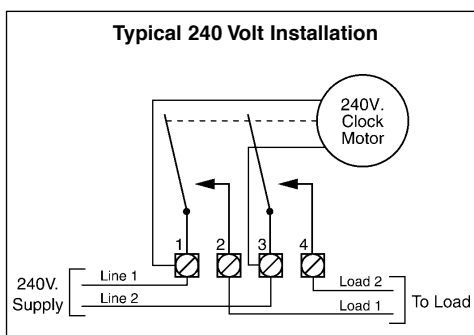 Typical 240 Volt Installation
240V.
Clock
Motor
1 2 3 4
240V.
Supply
Line 1
Line 2
Load 2
Load 1
To Load